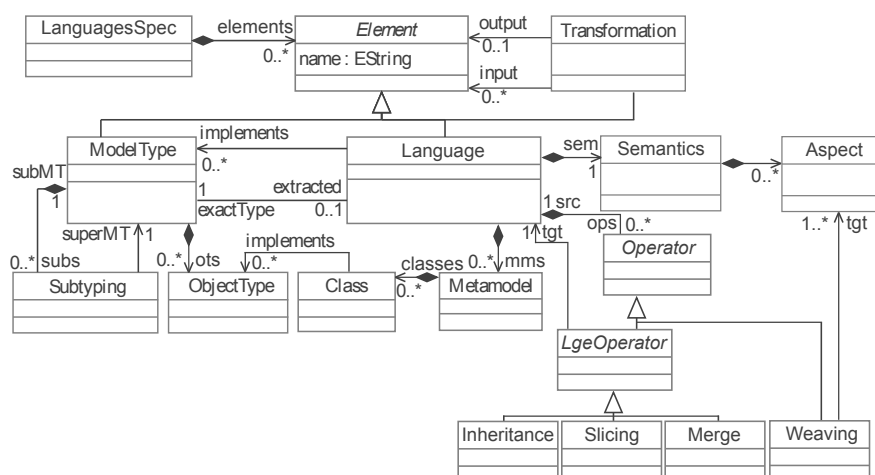 LanguagesSpec
elements
0..*
Element
name : EString
output
0..1
input
0..*
Transformation
ModelType
implements
0..*
Language
sem
1
Semantics
0..*
Aspect
subMT
1
1
exactType
extracted
0..1
1 src
ops
0..*
1 tgt
1..* tgt
superMT
1
0..* subs
0..* ots
implements
0..*
classes
0..*
0..* mms
Operator
Subtyping
ObjectType
Class
Metamodel
LgeOperator
Inheritance
Slicing
Merge
Weaving